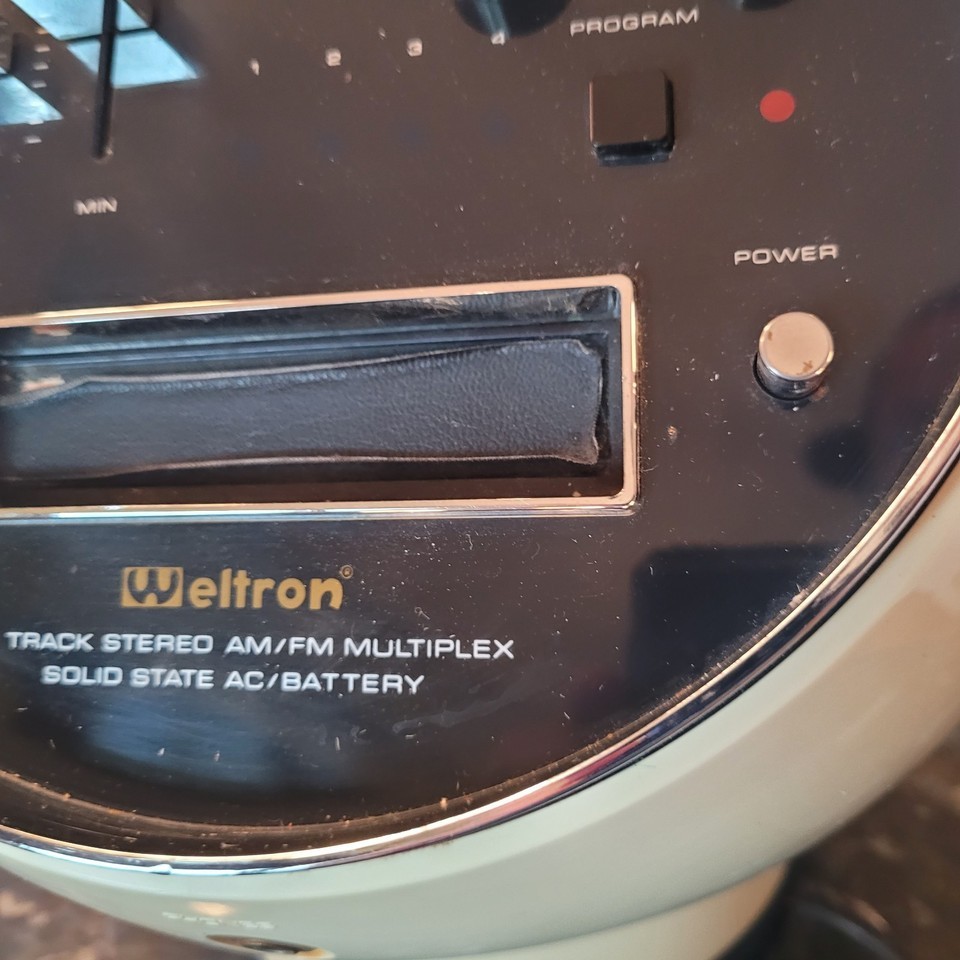 PROGRAM
1 2 3 4
MIN
POWER
Weltron®
TRACK STEREO AM/FM MULTIPLEX
SOLID STATE AC/BATTERY